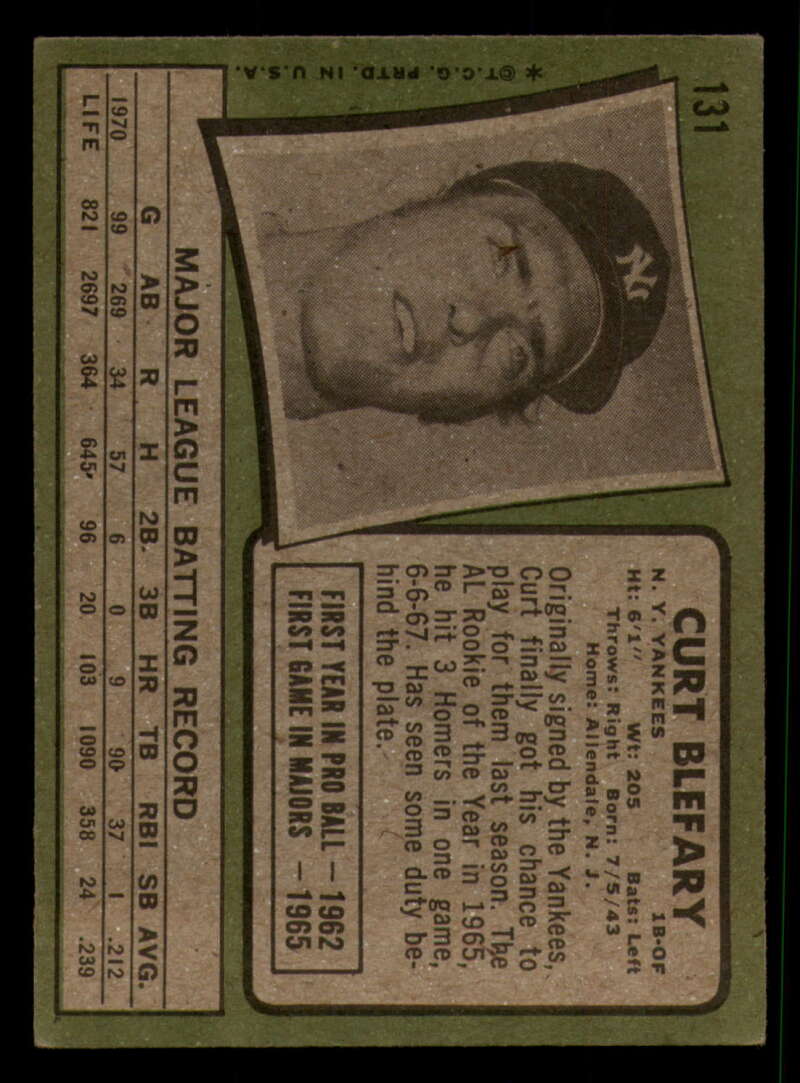 131
CURT BLEFARY
N. Y. YANKEES 1B-OF
Ht: 6'1" Wt: 205 Bats: Left
Throws: Right Born: 7/5/43
Home: Allendale, N. J.
Originally signed by the Yankees,
Curt finally got his chance to
play for them last season. The
AL Rookie of the Year in 1965,
he hit 3 Homers in one game,
6-6-67. Has seen some duty be-
hind the plate.
FIRST YEAR IN PRO BALL — 1962
FIRST GAME IN MAJORS — 1965
NY
MAJOR LEAGUE BATTING RECORD
G AB R H 2B. 3B HR TB RBI SB AVG.
1970 99 269 34 57 6 0 9 90 37 1 .212
LIFE 821 2697 364 645 96 20 103 1090 358 24 .239
* ©T.C.G. PRTD. IN U.S.A.